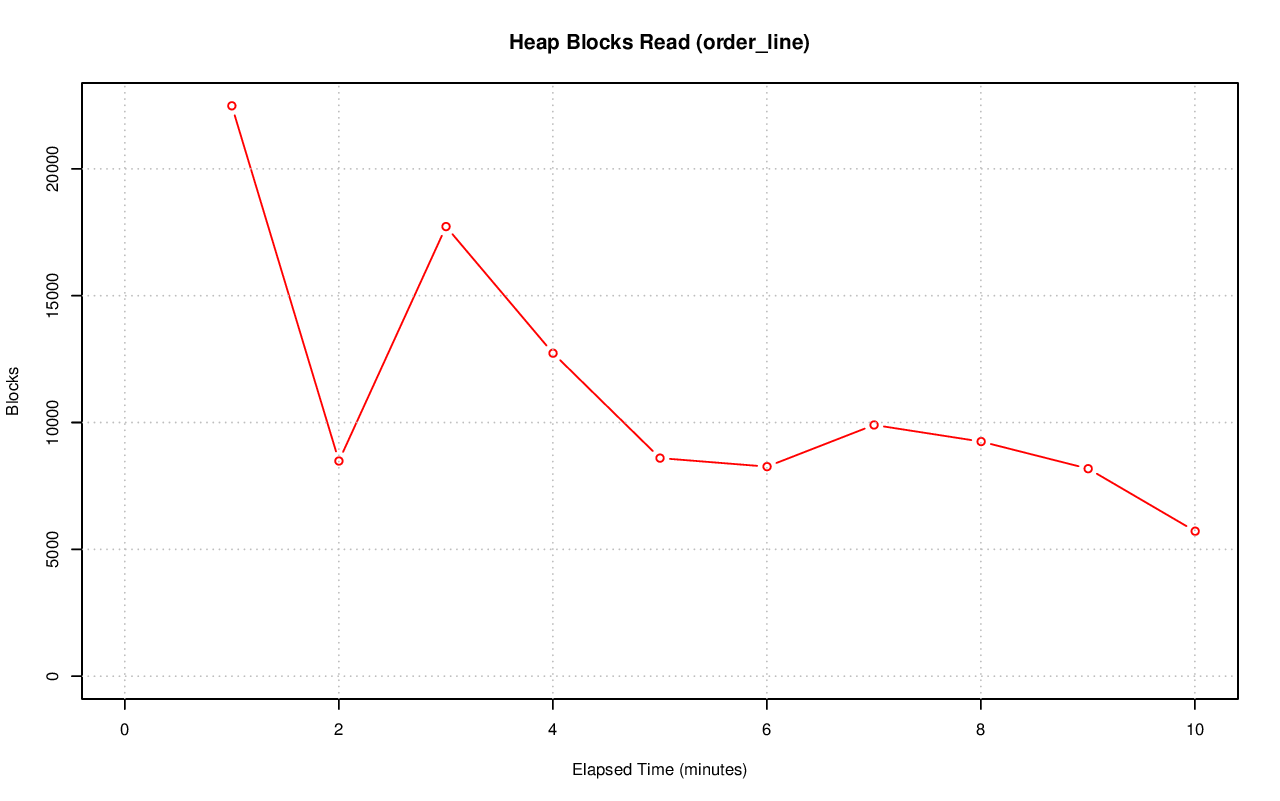 Heap Blocks Read (order_line)
Blocks
20000
15000
10000
5000
0
0 2 4 6 8 10
Elapsed Time (minutes)